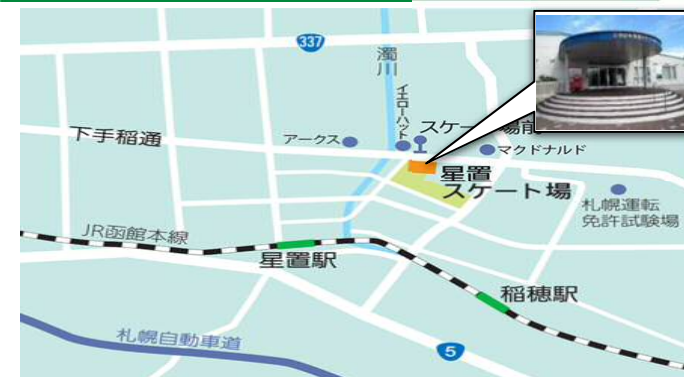 337
濁川
イエローハット
スケート場前
下手稲通
アークス
マクドナルド
星置
スケート場
札幌運転
免許試験場
JR函館本線
星置駅
稲穂駅
札幌自動車道
5